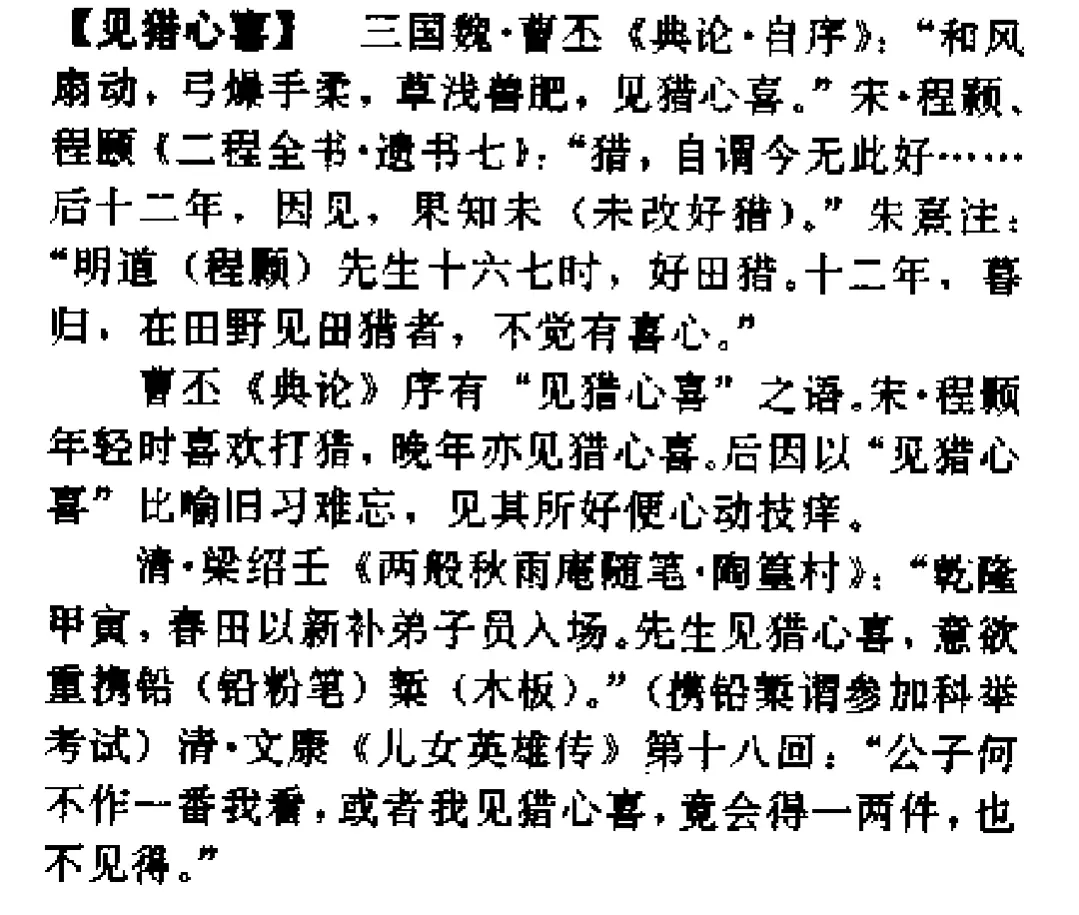 【见猎心喜】 三国魏·曹丕《典论·自序》：“和风
扇动，弓燥手柔，草浅兽肥，见猎心喜。”宋·程颢、
程颐《二程全书·遗书七》：“猎，自谓今无此好……
后十二年，因见，果知未（未改好猎）。”朱熹注：
“明道（程颢）先生十六七时，好田猎。十二年，暮
归，在田野见田猎者，不觉有喜心。”
曹丕《典论》序有“见猎心喜”之语。宋·程颢
年轻时喜欢打猎，晚年亦见猎心喜。后因以“见猎心
喜”比喻旧习难忘，见其所好便心动技痒。
清·梁绍壬《两般秋雨庵随笔·陶篁村》：“乾隆
甲寅，春田以新补弟子员入场。先生见猎心喜，意欲
重携铅（铅粉笔）椠（木板）。”（携铅椠谓参加科举
考试）清·文康《儿女英雄传》第十八回：“公子何
不作一番我看，或者我见猎心喜，竟会得一两件，也
不见得。”